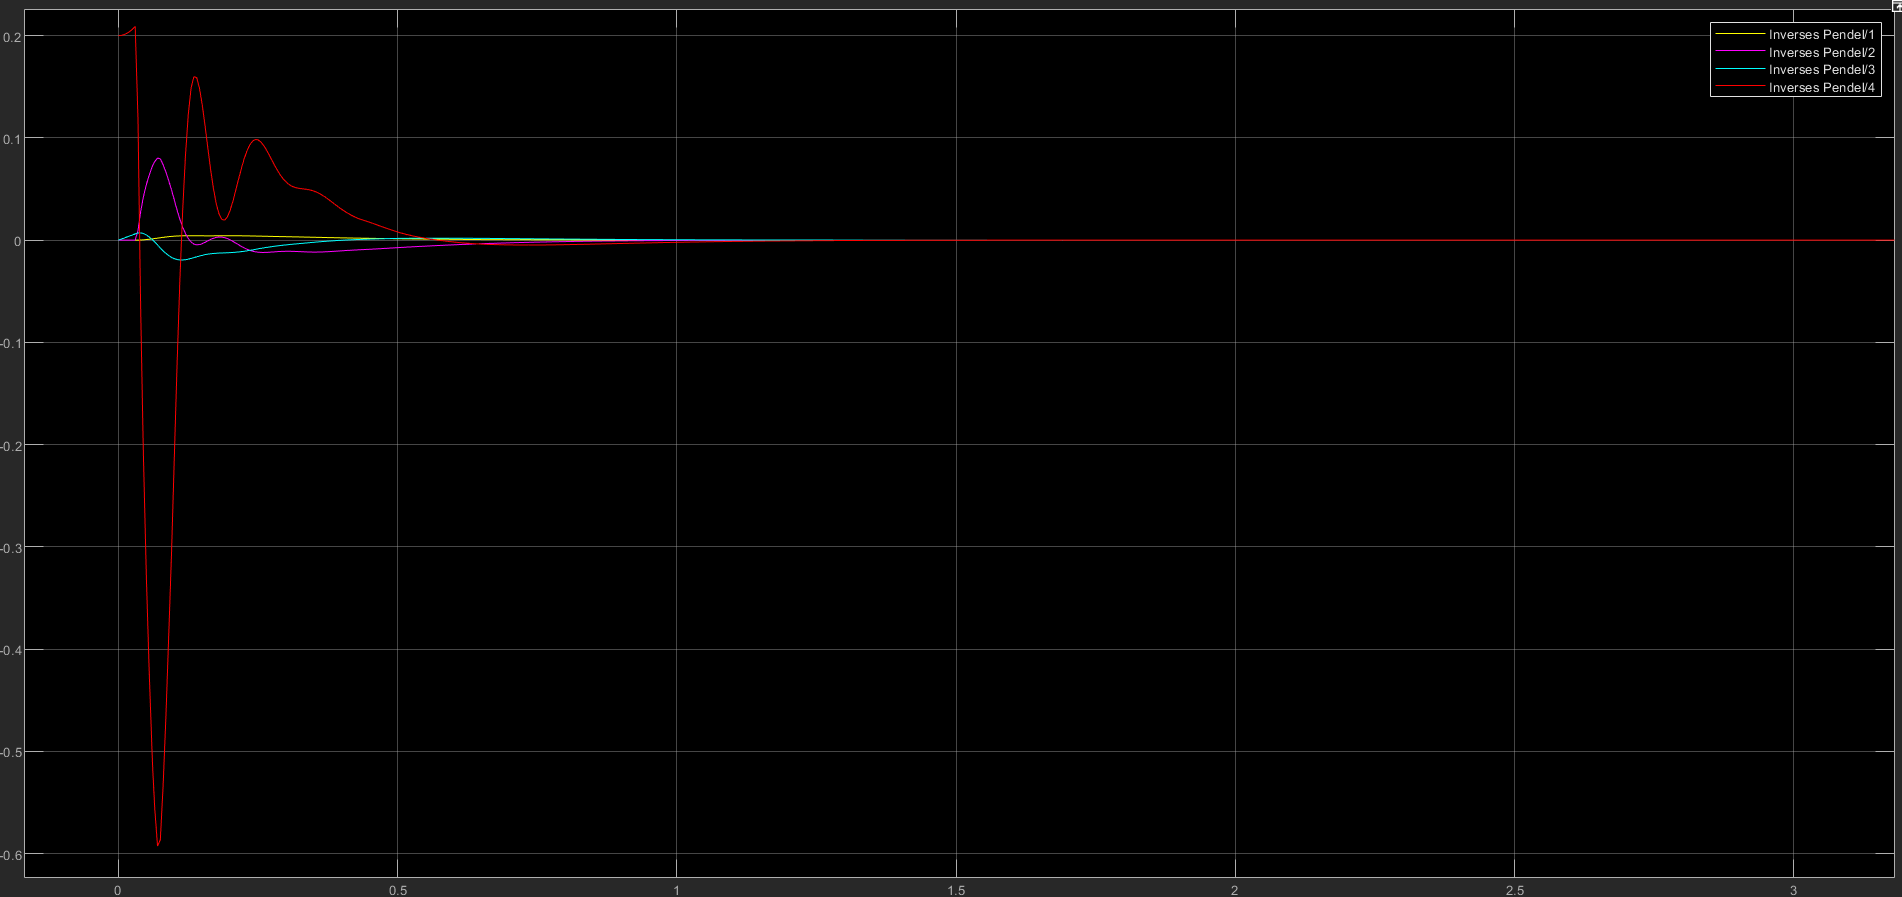 Inverses Pendel/1
Inverses Pendel/2
Inverses Pendel/3
Inverses Pendel/4
0.2
0.1
0
-0.1
-0.2
-0.3
-0.4
-0.5
-0.6
0 0.5 1 1.5 2 2.5 3